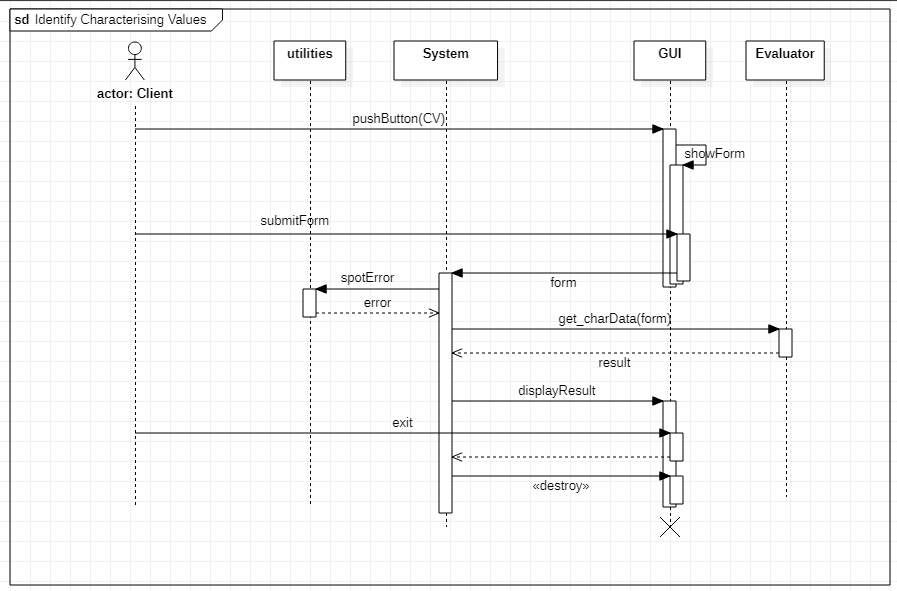 sd Identify Characterising Values
actor: Client
utilities
System
GUI
Evaluator
pushButton(CV)
showForm
submitForm
form
spotError
error
get_charData(form)
result
displayResult
exit
«destroy»